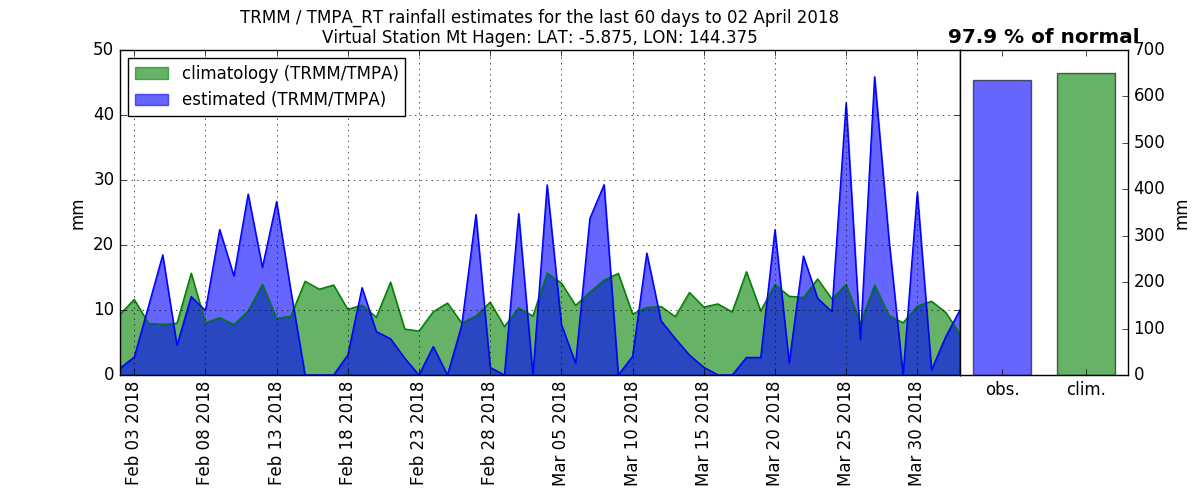 TRMM / TMPA_RT rainfall estimates for the last 60 days to 02 April 2018
Virtual Station Mt Hagen: LAT: -5.875, LON: 144.375
97.9 % of normal
climatology (TRMM/TMPA)
estimated (TRMM/TMPA)
50
40
30
20
10
0
mm
Feb 03 2018
Feb 08 2018
Feb 13 2018
Feb 18 2018
Feb 23 2018
Feb 28 2018
Mar 05 2018
Mar 10 2018
Mar 15 2018
Mar 20 2018
Mar 25 2018
Mar 30 2018
obs.
clim.
700
600
500
400
300
200
100
0
mm